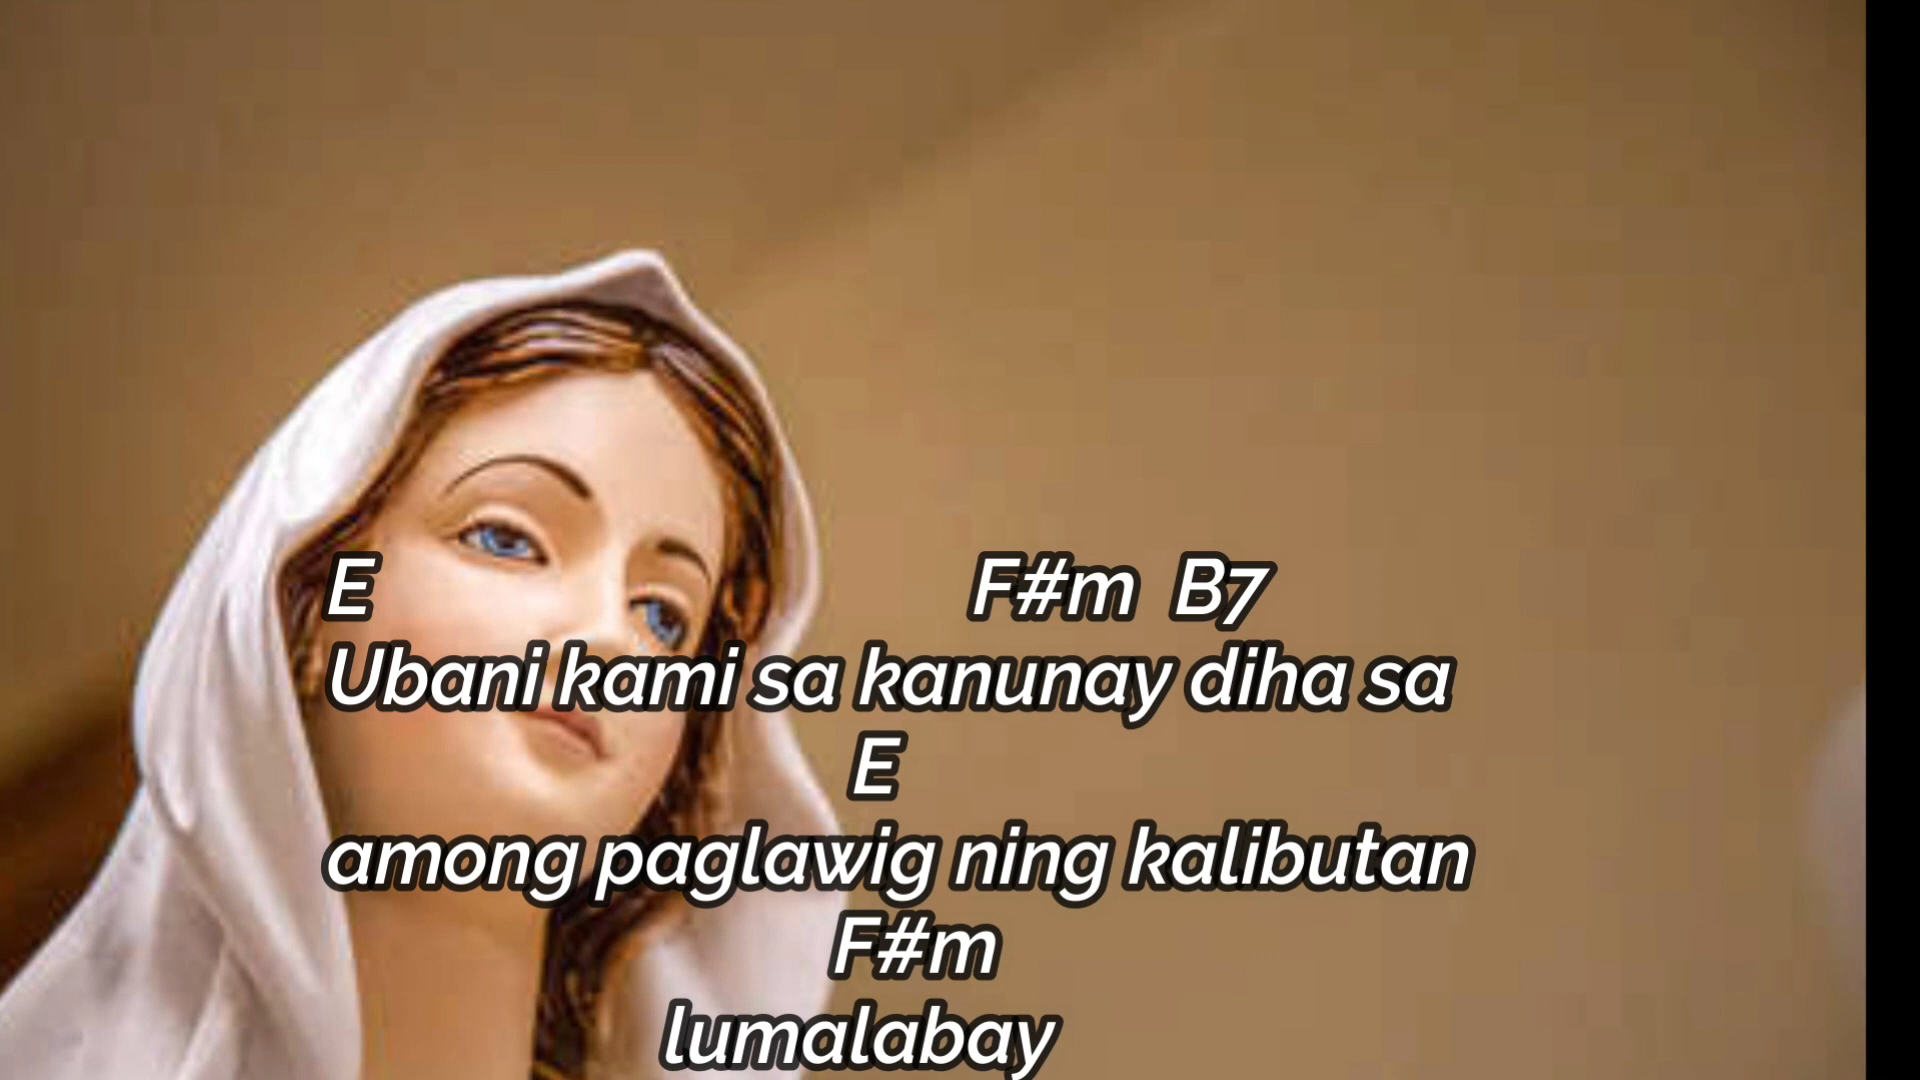 E F#m B7
Ubani kami sa kanunay diha sa
E
among paglawig ning kalibutan
F#m
lumalabay